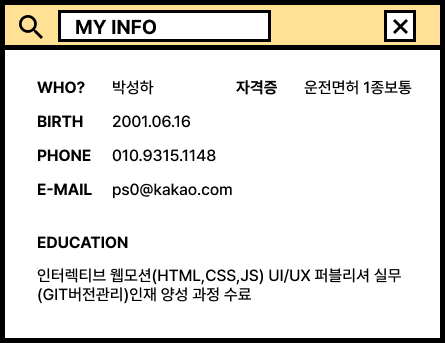 MY INFO
WHO? 박성하 자격증 운전면허 1종보통
BIRTH 2001.06.16
PHONE 010.9315.1148
E-MAIL ps0@kakao.com
EDUCATION
인터렉티브 웹모션(HTML,CSS,JS) UI/UX 퍼블리셔 실무
(GIT버전관리)인재 양성 과정 수료